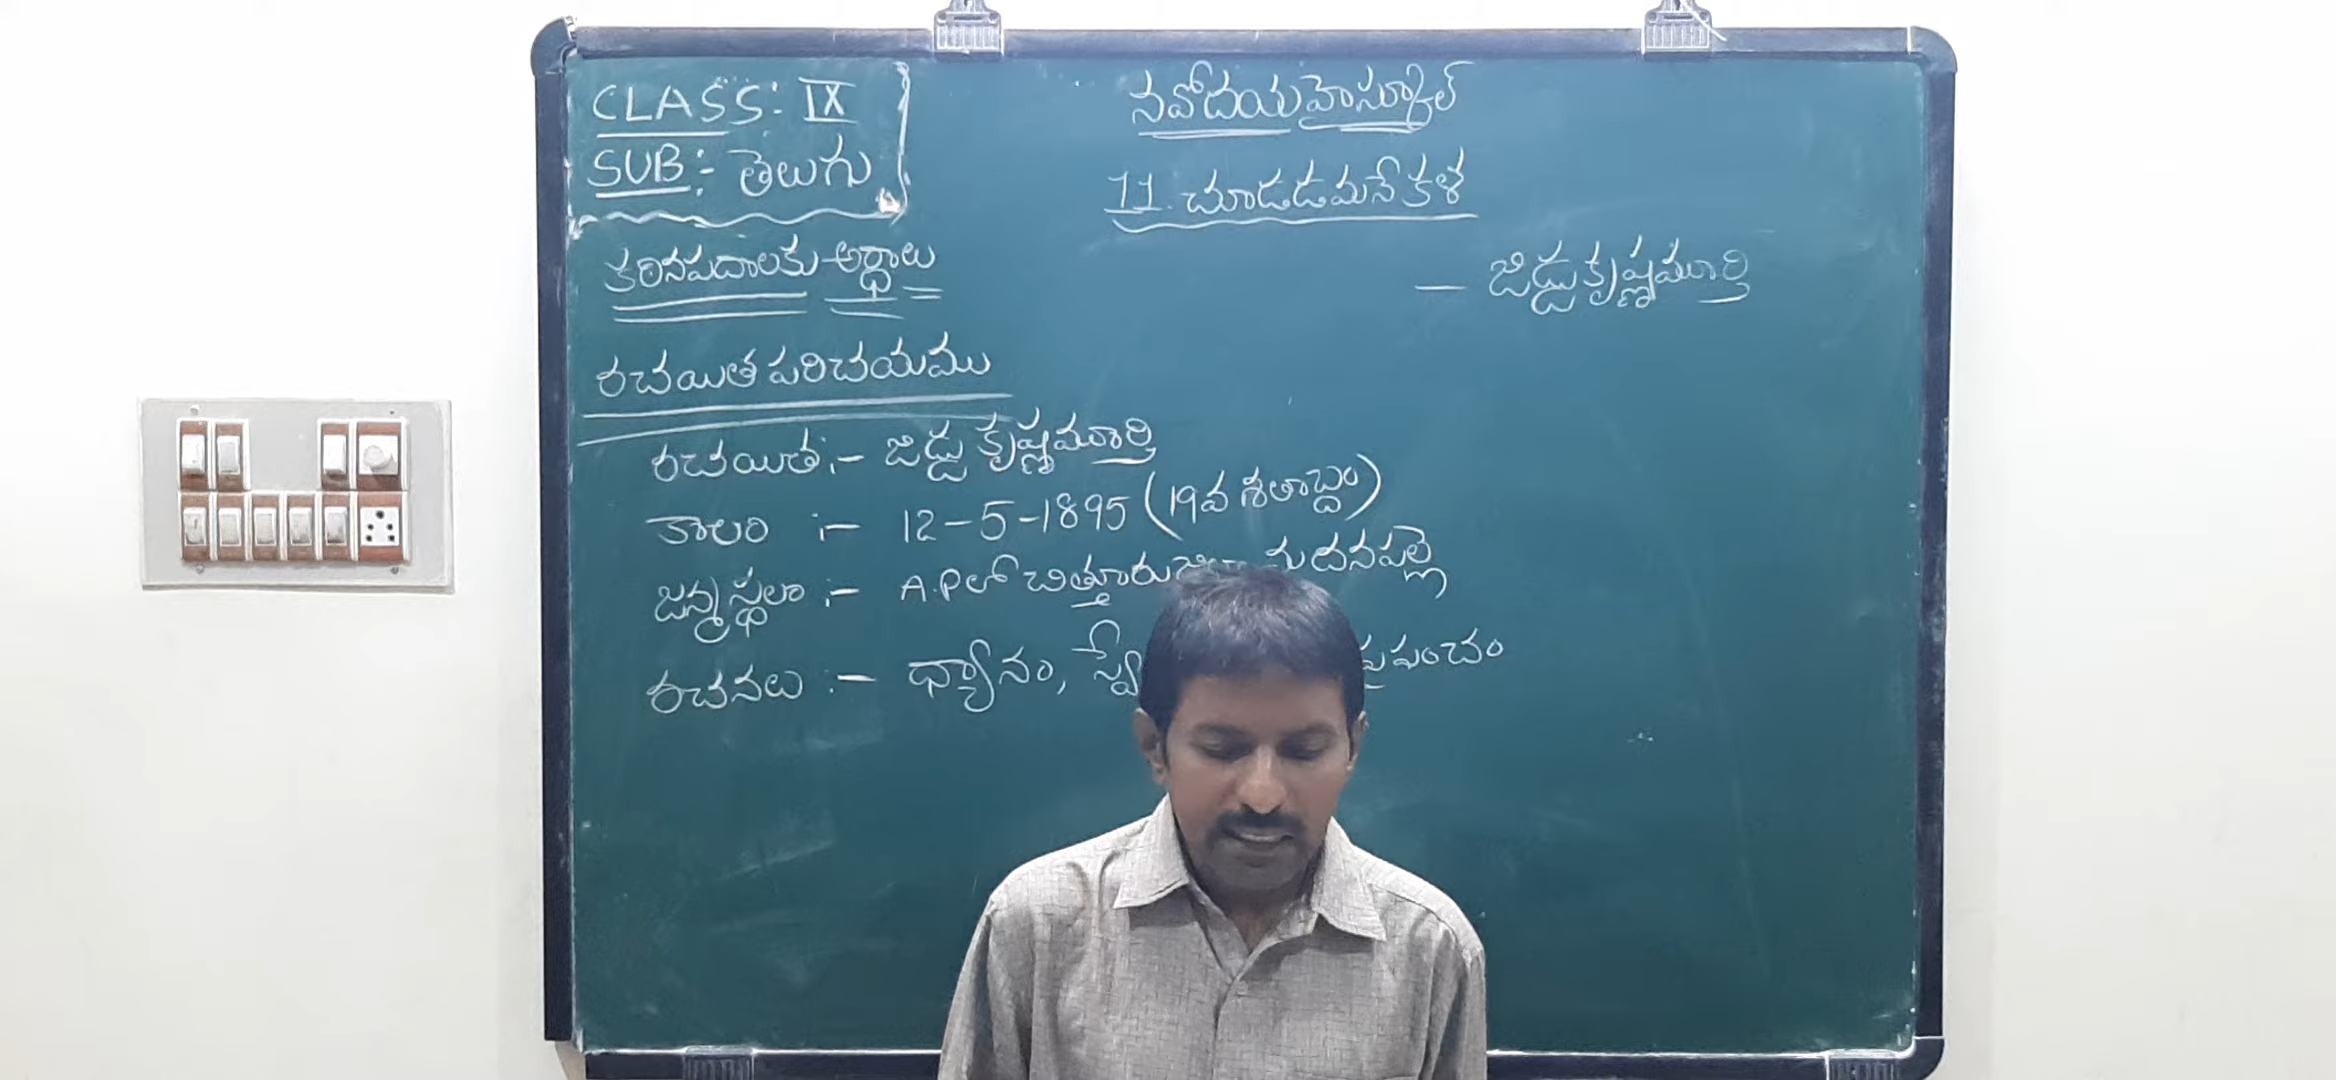 CLASS: IX
SUB:- తెలుగు
నవోదయ హైస్కూల్
11. చూడడమనే కళ
— జిడ్డు కృష్ణమూర్తి
కఠినపదాలకు అర్ధాలు
రచయిత పరిచయము
రచయిత :- జిడ్డు కృష్ణమూర్తి
కాలం :- 12-5-1895 (19వ శతాబ్దం)
జన్మస్థలం :- A.P లో చిత్తూరు మదనపల్లె
రచనలు :- ధ్యానం, ప్రపంచం